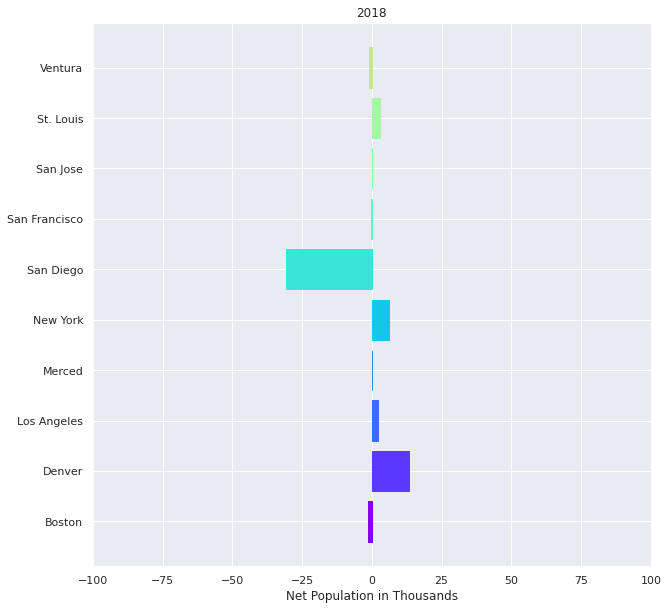 2018
Ventura
St. Louis
San Jose
San Francisco
San Diego
New York
Merced
Los Angeles
Denver
Boston
−100 −75 −50 −25 0 25 50 75 100
Net Population in Thousands